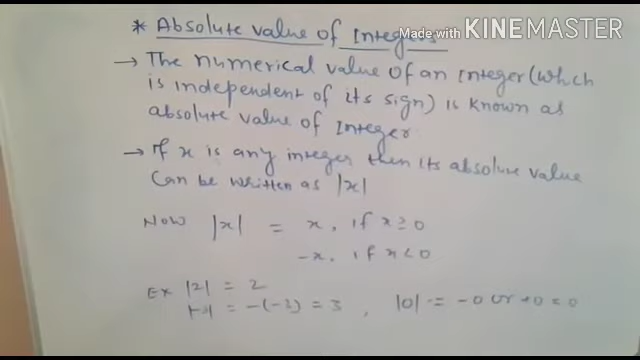 * Absolute value of Integers
Made with KINEMASTER
→ The numerical value of an integer (which
is independent of its sign) is known as
absolute value of Integer.
→ If x is any integer then its absolute value
Can be written as |x|
Now |x| = x, if x ≥ 0
-x, if x < 0
Ex |2| = 2
|-3| = -(-3) = 3, |0| = -0 or +0 = 0